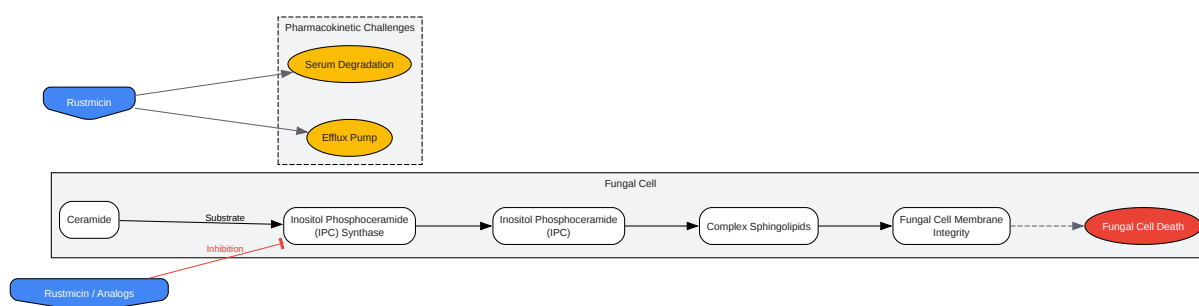 Pharmacokinetic Challenges
Serum Degradation
Rustmicin
Efflux Pump
Fungal Cell
Ceramide
Substrate
Inositol Phosphoceramide
(IPC) Synthase
Inositol Phosphoceramide
(IPC)
Complex Sphingolipids
Fungal Cell Membrane
Integrity
Fungal Cell Death
Inhibition
Rustmicin / Analogs